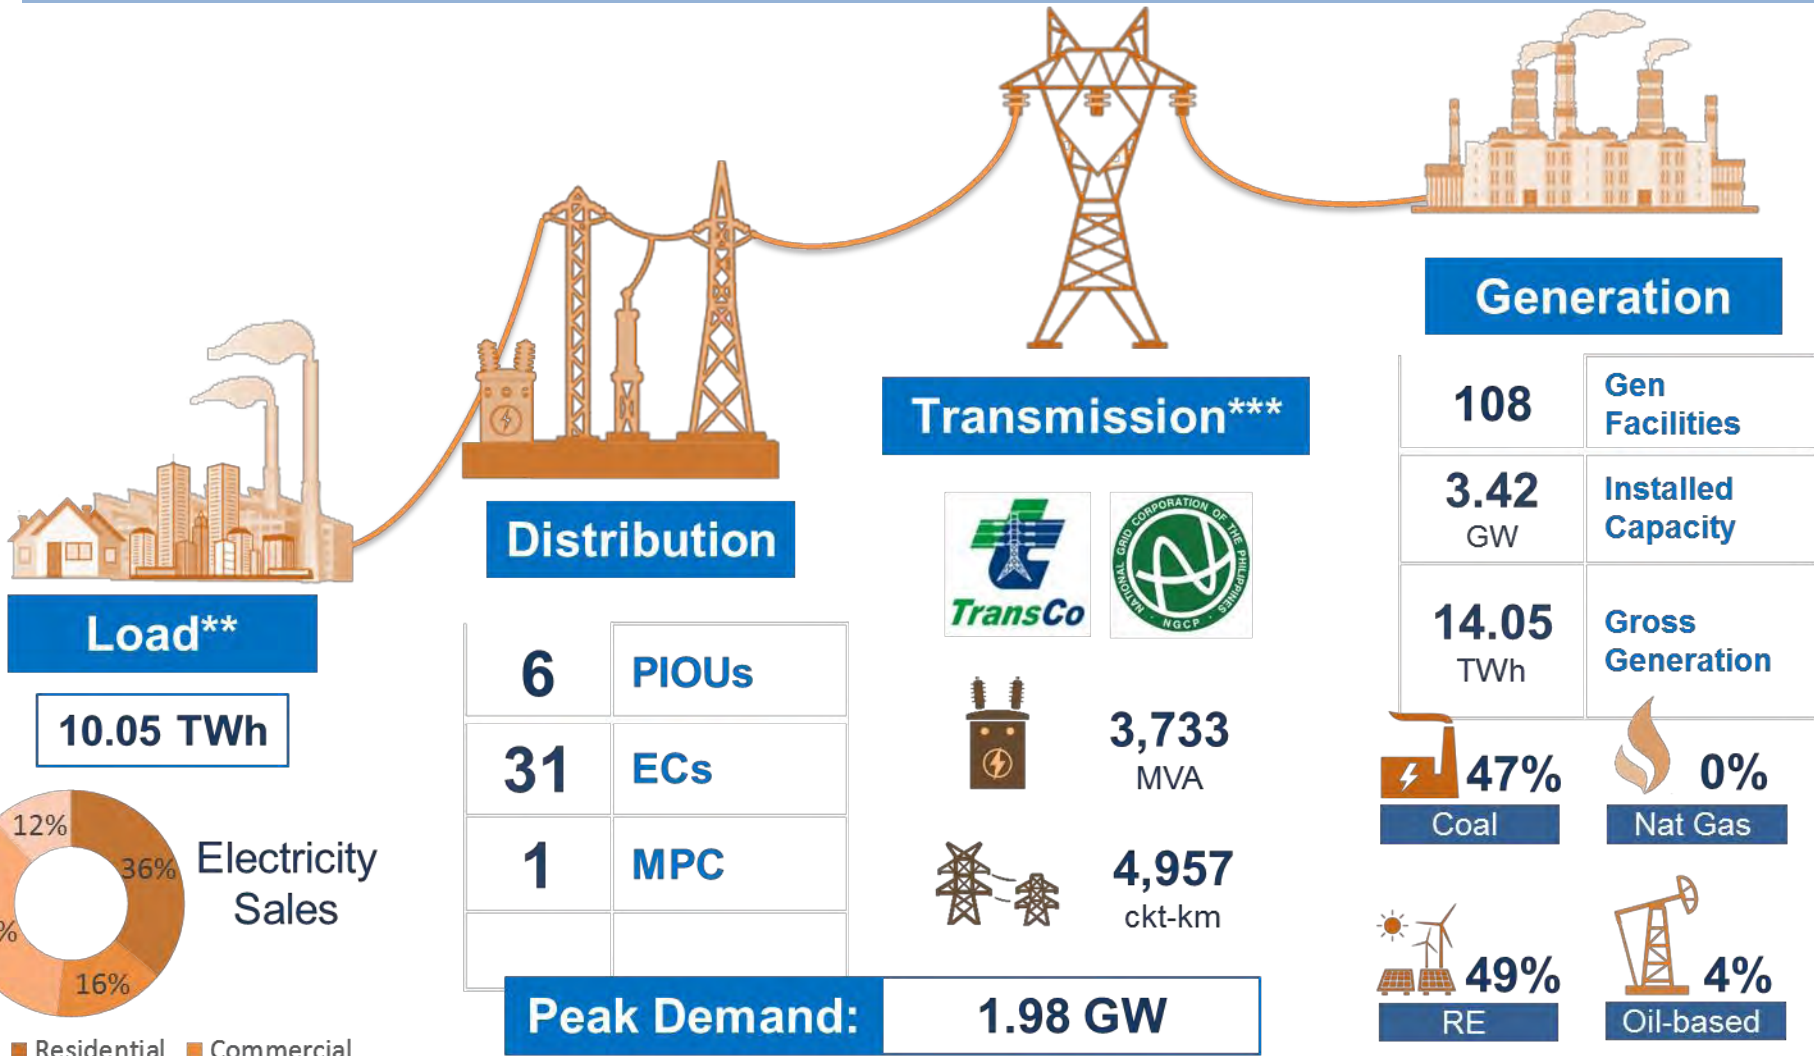 Generation
108
Gen
Facilities
3.42
GW
Installed
Capacity
14.05
TWh
Gross
Generation
47%
Coal
0%
Nat Gas
49%
RE
4%
Oil-based
Transmission***
TransCo
NATIONAL GRID CORPORATION OF THE PHILIPPINES
NGCP
3,733
MVA
4,957
ckt-km
Distribution
6 PIOUs
31 ECs
1 MPC
Peak Demand: 1.98 GW
Load**
10.05 TWh
12%
36%
%
16%
Electricity
Sales
Residential Commercial